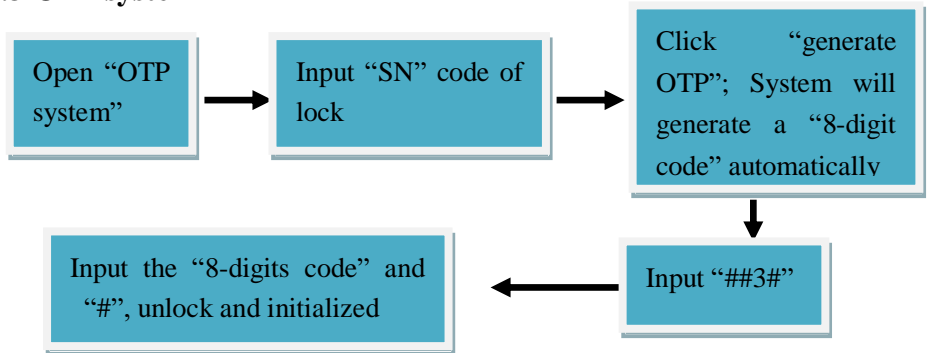 Open “OTP
system”
Input “SN” code of
lock
Click “generate
OTP”; System will
generate a “8-digit
code” automatically
Input “##3#”
Input the “8-digits code” and
“#”, unlock and initialized